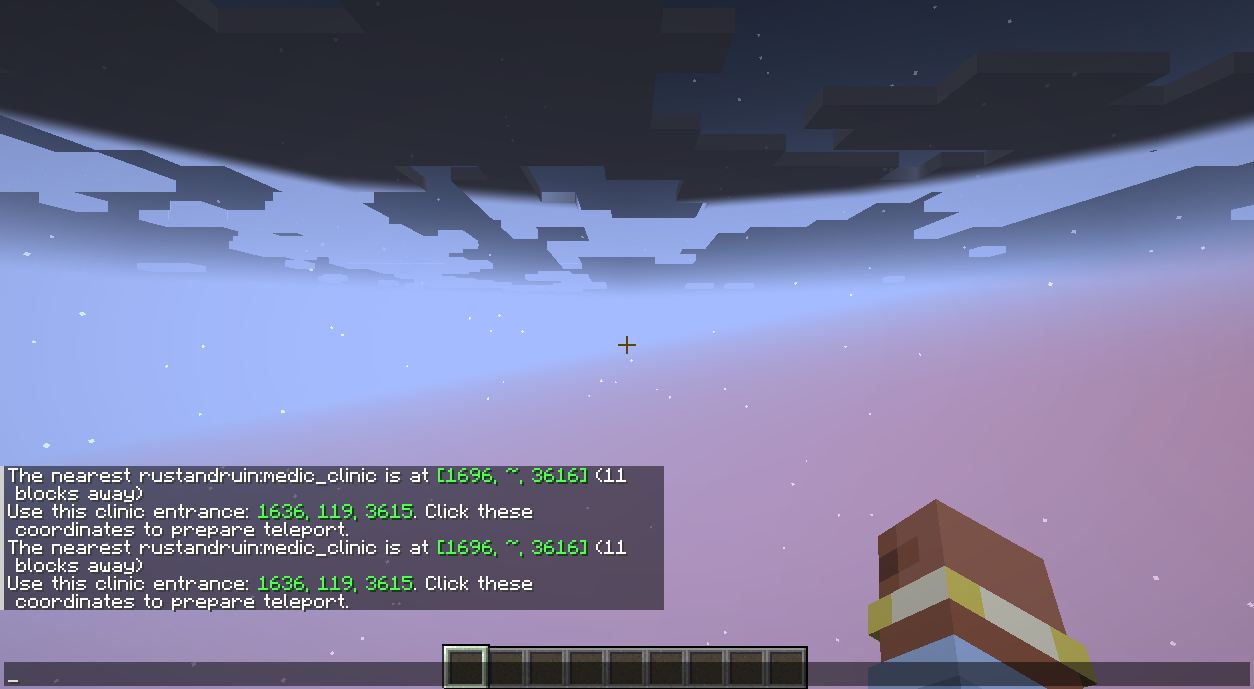 The nearest rustandruin:medic_clinic is at [1696, ~, 3616] (11
blocks away)
Use this clinic entrance: 1636, 119, 3615. Click these
coordinates to prepare teleport.
The nearest rustandruin:medic_clinic is at [1696, ~, 3616] (11
blocks away)
Use this clinic entrance: 1636, 119, 3615. Click these
coordinates to prepare teleport.
_